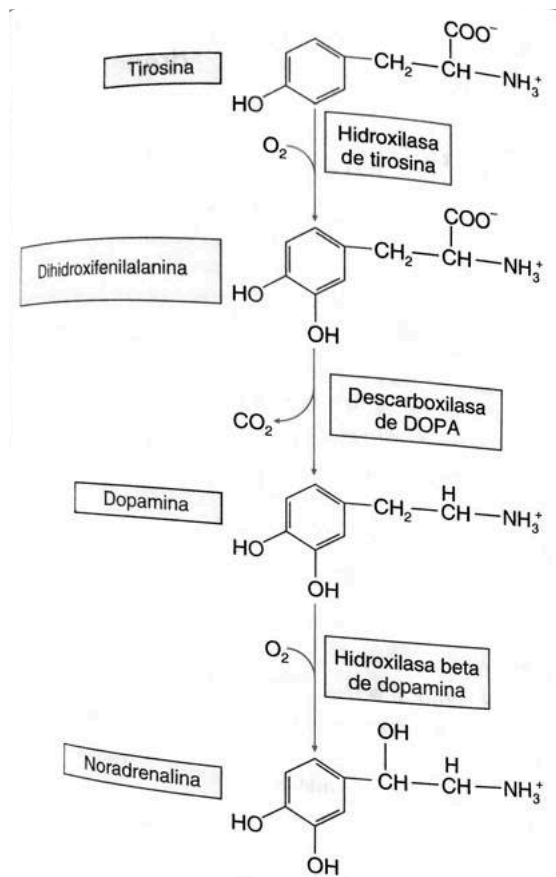 COO⁻
Tirosina
CH₂
CH
NH₃⁺
HO
O₂
Hidroxilasa
de tirosina
COO⁻
Dihidroxifenilalanina
CH₂
CH
NH₃⁺
HO
OH
CO₂
Descarboxilasa
de DOPA
Dopamina
H
CH₂
CH
NH₃⁺
HO
OH
O₂
Hidroxilasa beta
de dopamina
OH
Noradrenalina
H
CH
CH
NH₃⁺
HO
OH